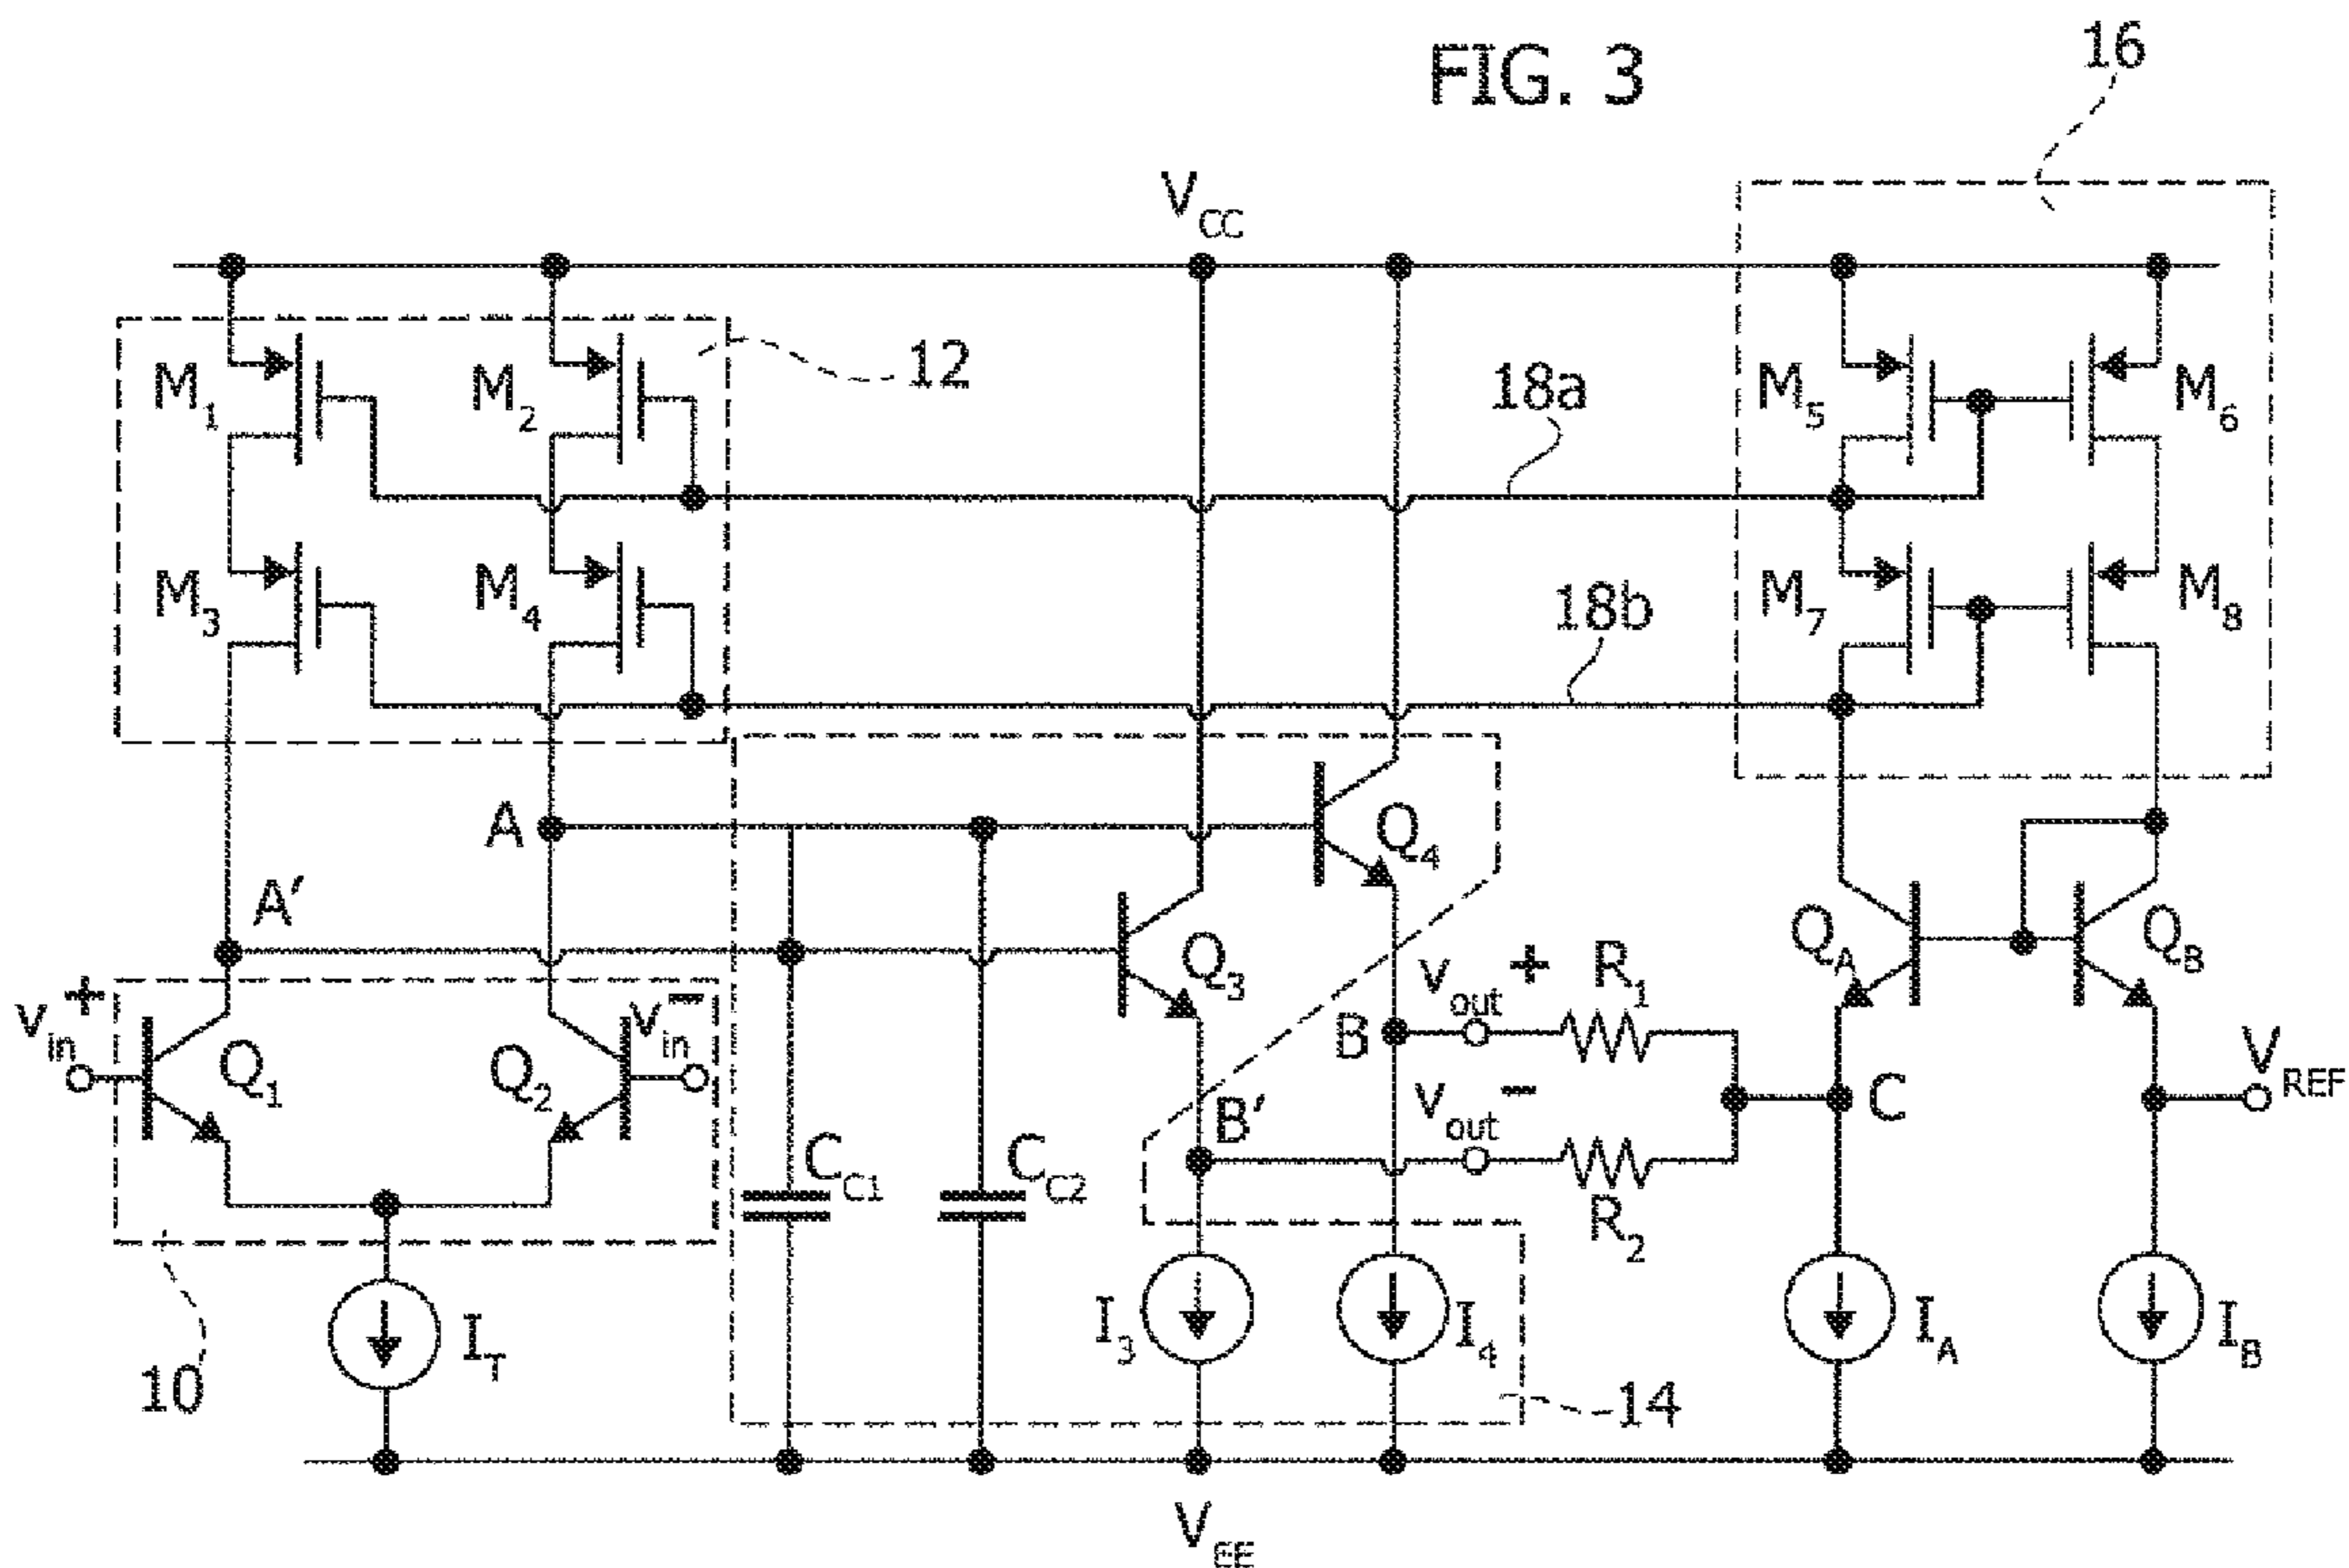 FIG. 3
16
V_CC
12
18a
M_1
M_2
M_5
M_6
18b
M_3
M_4
M_7
M_8
A
Q_4
A'
Q_3
Q_A
Q_B
v_in +
v_in −
Q_1
Q_2
v_out +
R_1
B
C
V_REF
v_out −
B'
R_2
C_C1
C_C2
I_T
I_3
I_4
I_A
I_B
10
14
V_EE